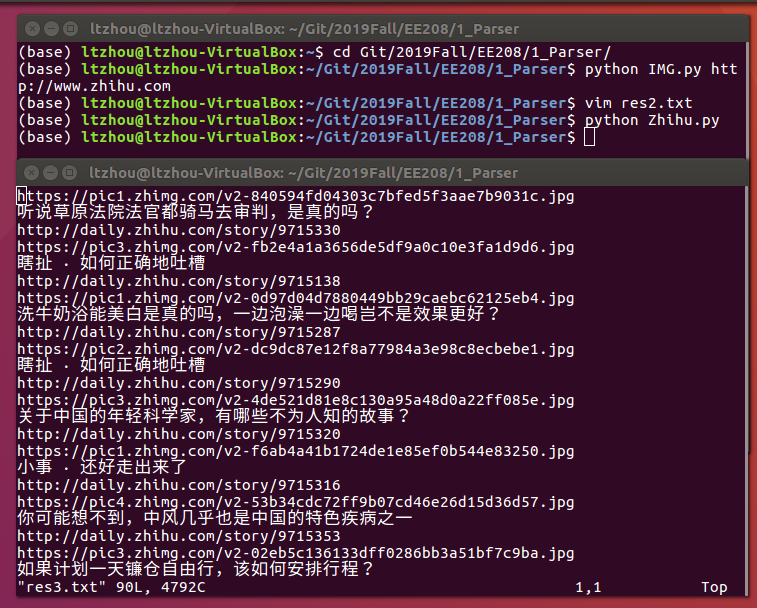 ltzhou@ltzhou-VirtualBox: ~/Git/2019Fall/EE208/1_Parser
(base) ltzhou@ltzhou-VirtualBox:~$ cd Git/2019Fall/EE208/1_Parser/
(base) ltzhou@ltzhou-VirtualBox:~/Git/2019Fall/EE208/1_Parser$ python IMG.py htt
p://www.zhihu.com
(base) ltzhou@ltzhou-VirtualBox:~/Git/2019Fall/EE208/1_Parser$ vim res2.txt
(base) ltzhou@ltzhou-VirtualBox:~/Git/2019Fall/EE208/1_Parser$ python Zhihu.py
(base) ltzhou@ltzhou-VirtualBox:~/Git/2019Fall/EE208/1_Parser$
ltzhou@ltzhou-VirtualBox: ~/Git/2019Fall/EE208/1_Parser
https://pic1.zhimg.com/v2-840594fd04303c7bfed5f3aae7b9031c.jpg
听说草原法院法官都骑马去审判，是真的吗？
http://daily.zhihu.com/story/9715330
https://pic3.zhimg.com/v2-fb2e4a1a3656de5df9a0c10e3fa1d9d6.jpg
瞎扯 · 如何正确地吐槽
http://daily.zhihu.com/story/9715138
https://pic1.zhimg.com/v2-0d97d04d7880449bb29caebc62125eb4.jpg
洗牛奶浴能美白是真的吗，一边泡澡一边喝岂不是效果更好？
http://daily.zhihu.com/story/9715287
https://pic2.zhimg.com/v2-dc9dc87e12f8a77984a3e98c8ecbebe1.jpg
瞎扯 · 如何正确地吐槽
http://daily.zhihu.com/story/9715290
https://pic3.zhimg.com/v2-4de521d81e8c130a95a48d0a22ff085e.jpg
关于中国的年轻科学家，有哪些不为人知的故事？
http://daily.zhihu.com/story/9715320
https://pic1.zhimg.com/v2-f6ab4a41b1724de1e85ef0b544e83250.jpg
小事 · 还好走出来了
http://daily.zhihu.com/story/9715316
https://pic4.zhimg.com/v2-53b34cdc72ff9b07cd46e26d15d36d57.jpg
你可能想不到，中风几乎也是中国的特色疾病之一
http://daily.zhihu.com/story/9715353
https://pic3.zhimg.com/v2-02eb5c136133dff0286bb3a51bf7c9ba.jpg
如果计划一天镰仓自由行，该如何安排行程？
"res3.txt" 90L, 4792C 1,1 Top